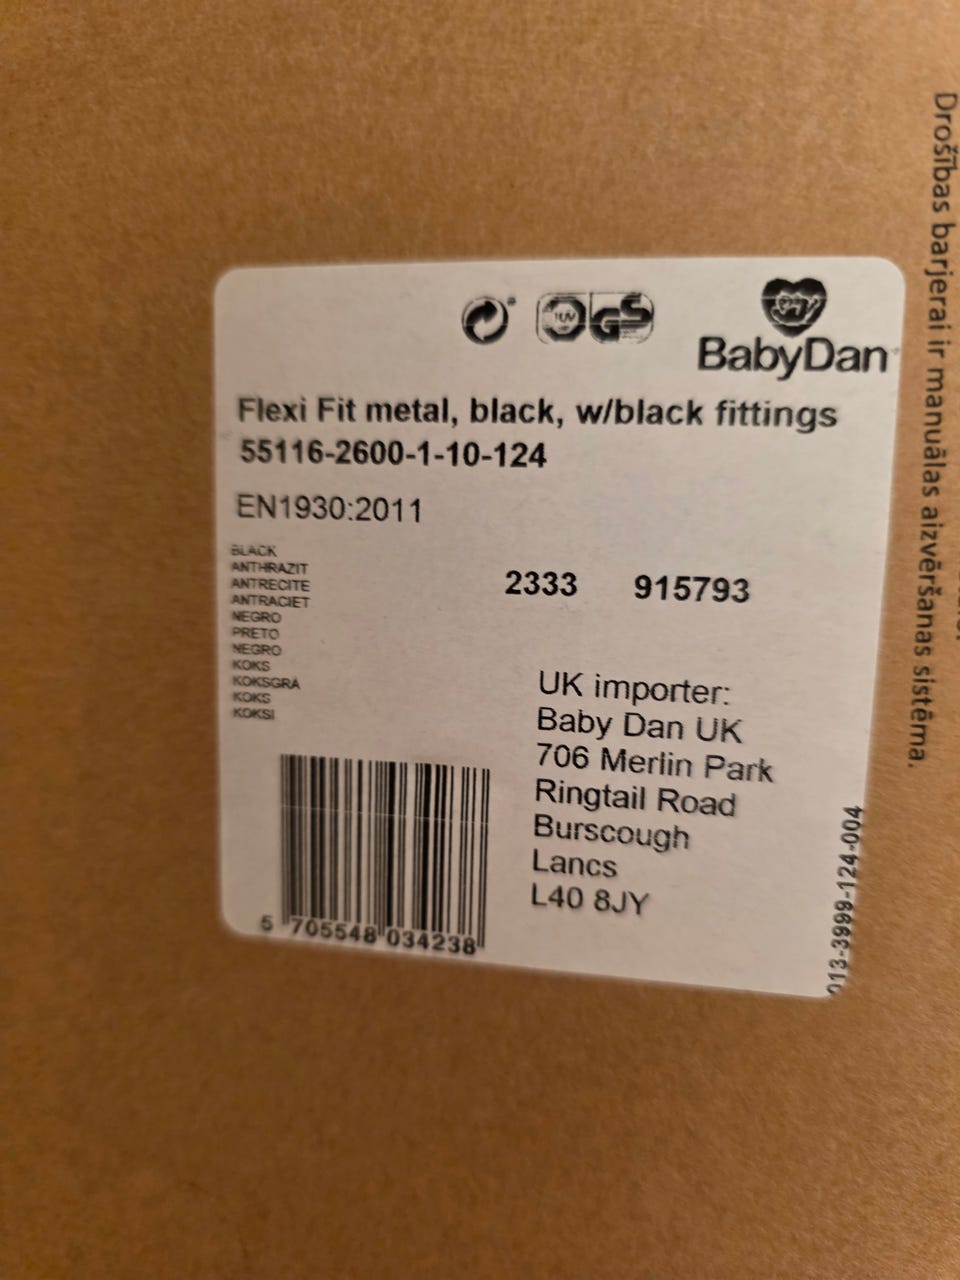 TÜV GS
BabyDan
Flexi Fit metal, black, w/black fittings
55116-2600-1-10-124
EN1930:2011
BLACK
ANTHRAZIT
ANTRECITE
ANTRACIET
NEGRO
PRETO
NEGRO
KOKS
KOKSGRÅ
KOKS
KOKSI
2333 915793
UK importer:
Baby Dan UK
706 Merlin Park
Ringtail Road
Burscough
Lancs
L40 8JY
5 705548 034238
013-3999-124-004
Drošības barjerai ir manuālas aizvēršanas sistēma.